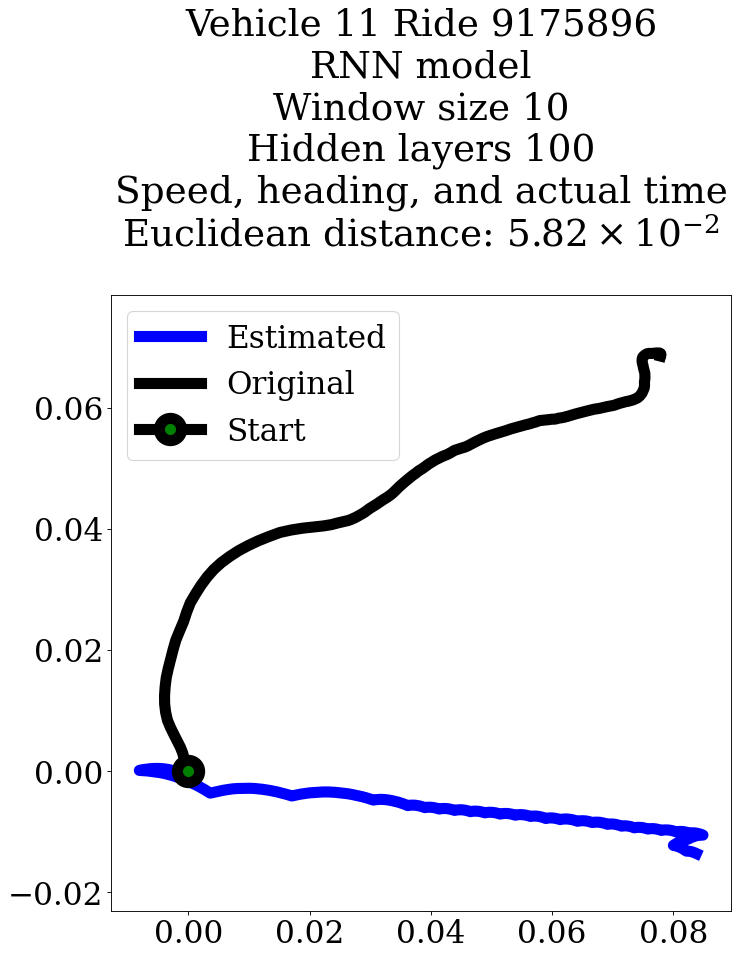 Vehicle 11 Ride 9175896
RNN model
Window size 10
Hidden layers 100
Speed, heading, and actual time
Euclidean distance: 5.82 × 10⁻²
Estimated
Original
Start
0.06
0.04
0.02
0.00
−0.02
0.00 0.02 0.04 0.06 0.08